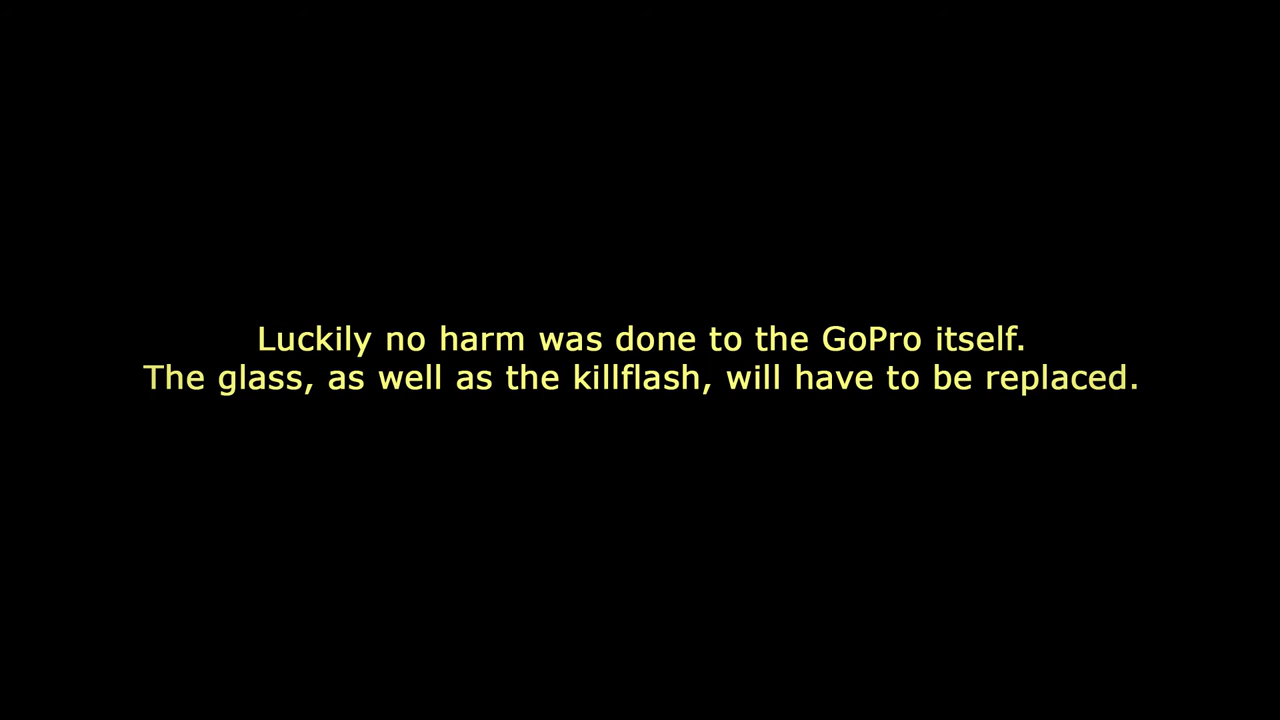 Luckily no harm was done to the GoPro itself.
The glass, as well as the killflash, will have to be replaced.